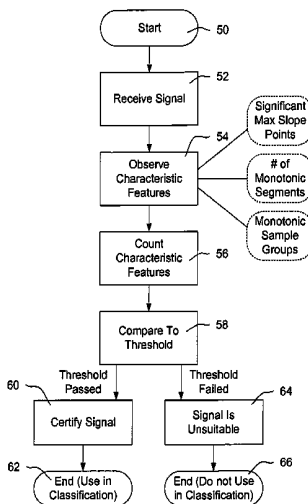 Start
50
Receive Signal
52
Significant
Max Slope
Points
Observe
Characteristic
Features
54
# of
Monotonic
Segments
Monotonic
Sample
Groups
Count
Characteristic
Features
56
Compare To
Threshold
58
Threshold
Passed
Threshold
Failed
60
Certify Signal
64
Signal Is
Unsuitable
62
End (Use in
Classification)
66
End (Do not Use
in Classification)